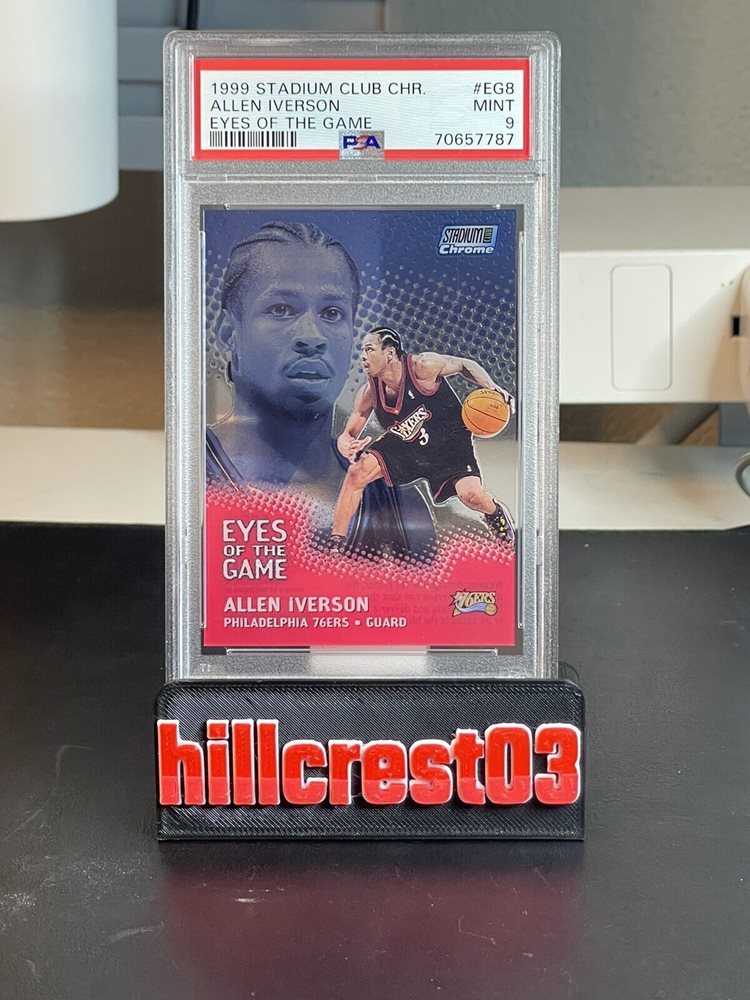 1999 STADIUM CLUB CHR. #EG8
ALLEN IVERSON MINT
EYES OF THE GAME 9
PSA 70657787
STADIUM CLUB
Chrome
SIXERS
3
EYES
OF THE
GAME
ALLEN IVERSON
76ERS
PHILADELPHIA 76ERS • GUARD
hillcrest03